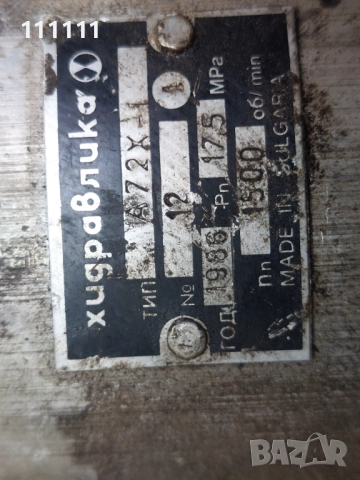 111111
хидравлика
ТИП А72Х
№ 12
ГОД. 1986 Pn 17.5 MPa
nn 1500 об/min
MADE IN BULGARIA
BAZAR